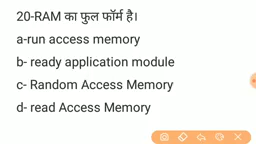 20-RAM का फुल फॉर्म है।
a-run access memory
b- ready application module
c- Random Access Memory
d- read Access Memory